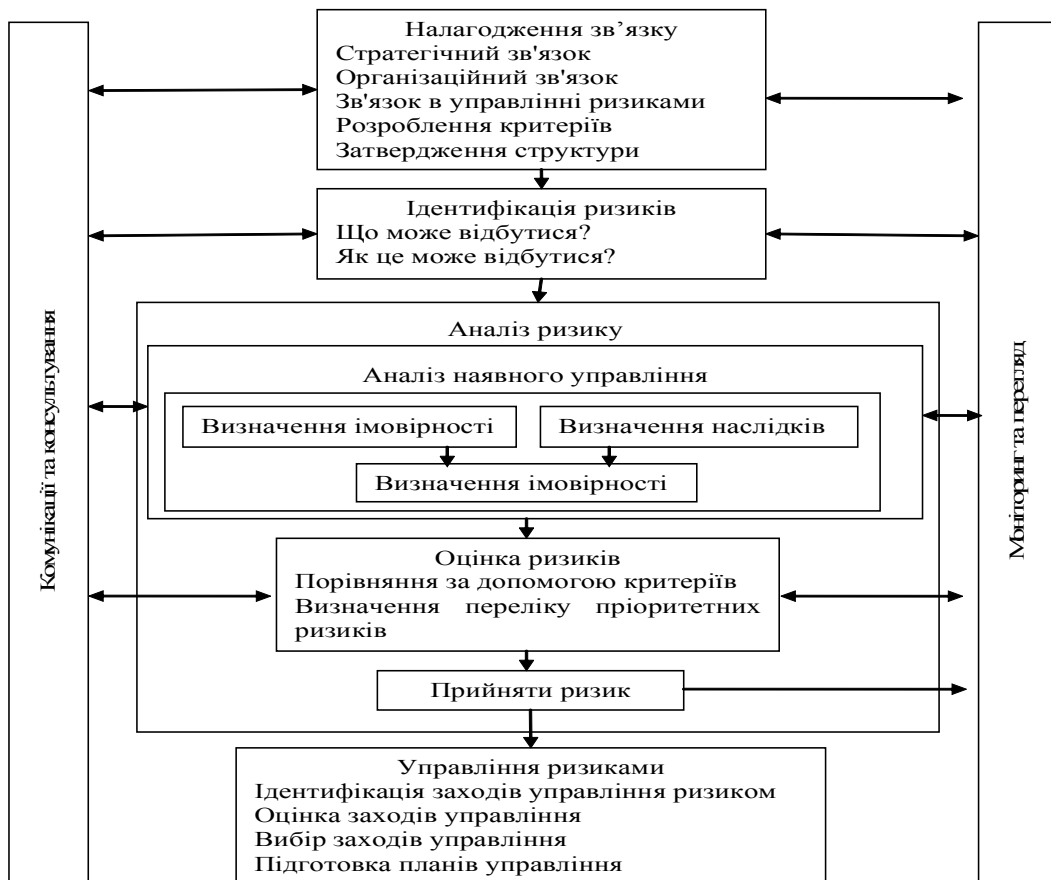 Налагодження зв’язку
Стратегічний зв'язок
Організаційний зв'язок
Зв'язок в управлінні ризиками
Розроблення критеріїв
Затвердження структури
Ідентифікація ризиків
Що може відбутися?
Як це може відбутися?
Аналіз ризику
Аналіз наявного управління
Визначення імовірності
Визначення наслідків
Визначення імовірності
Оцінка ризиків
Порівняння за допомогою критеріїв
Визначення переліку пріоритетних
ризиків
Прийняти ризик
Управління ризиками
Ідентифікація заходів управління ризиком
Оцінка заходів управління
Вибір заходів управління
Підготовка планів управління
Комунікації та консультування
Моніторинг та перегляд